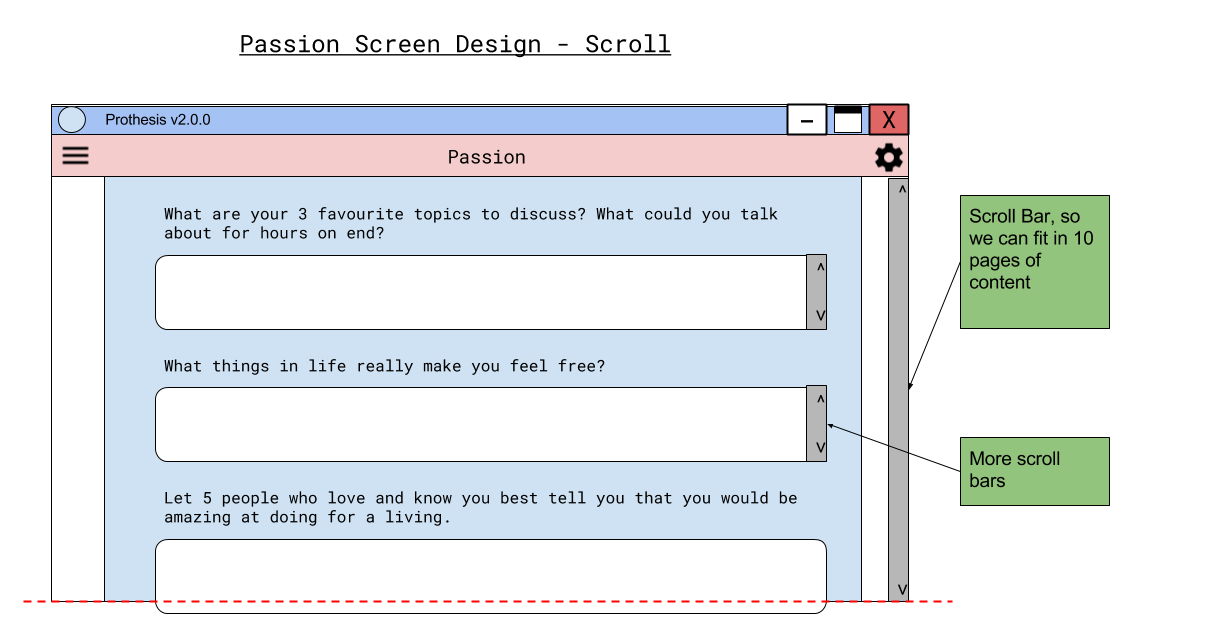 Passion Screen Design - Scroll
Prothesis v2.0.0
– X
Passion
What are your 3 favourite topics to discuss? What could you talk
about for hours on end?
^
V
What things in life really make you feel free?
^
V
Let 5 people who love and know you best tell you that you would be
amazing at doing for a living.
^
V
Scroll Bar, so
we can fit in 10
pages of
content
More scroll
bars